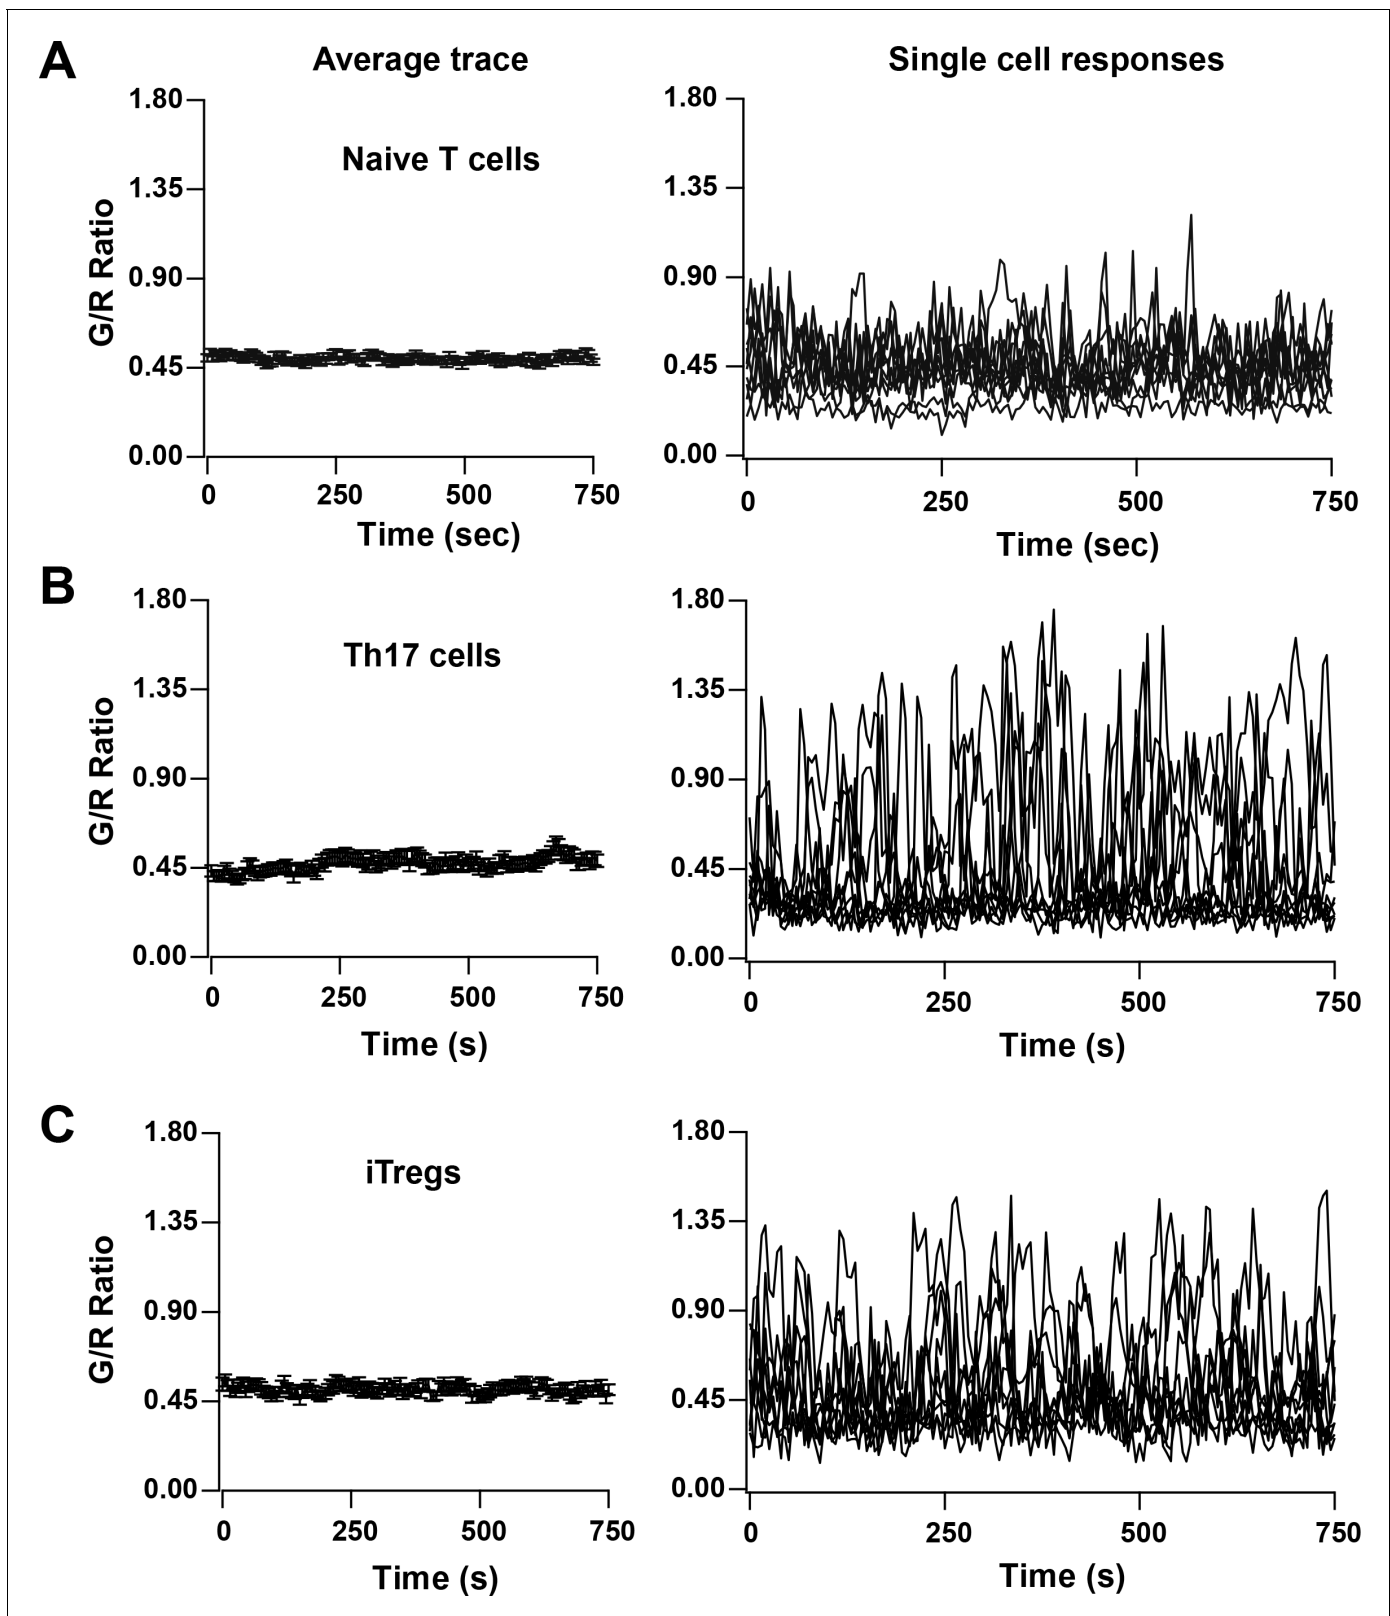 A
Average trace
Single cell responses
1.80
1.35
0.90
0.45
0.00
G/R Ratio
Naive T cells
0 250 500 750
Time (sec)
1.80
1.35
0.90
0.45
0.00
0 250 500 750
Time (sec)
B
1.80
1.35
0.90
0.45
0.00
G/R Ratio
Th17 cells
0 250 500 750
Time (s)
1.80
1.35
0.90
0.45
0.00
0 250 500 750
Time (s)
C
1.80
1.35
0.90
0.45
0.00
G/R Ratio
iTregs
0 250 500 750
Time (s)
1.80
1.35
0.90
0.45
0.00
0 250 500 750
Time (s)